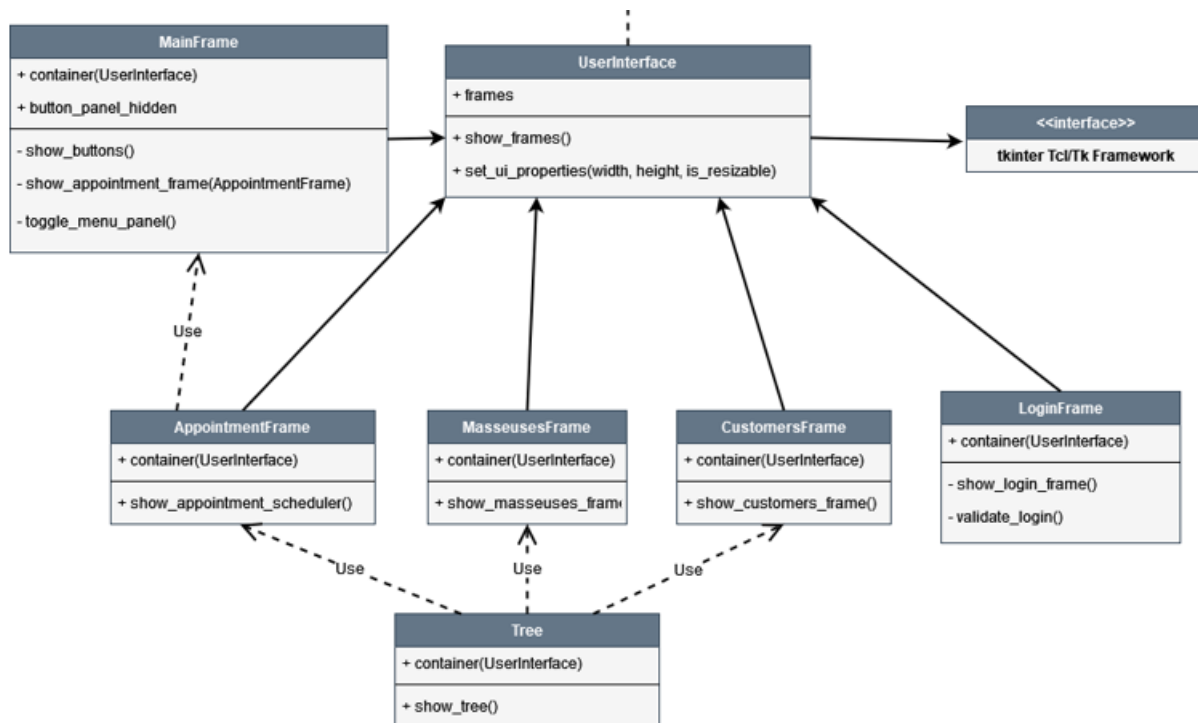 MainFrame
+ container(UserInterface)
+ button_panel_hidden
- show_buttons()
- show_appointment_frame(AppointmentFrame)
- toggle_menu_panel()
UserInterface
+ frames
+ show_frames()
+ set_ui_properties(width, height, is_resizable)
<<interface>>
tkinter Tcl/Tk Framework
Use
AppointmentFrame
+ container(UserInterface)
+ show_appointment_scheduler()
MasseusesFrame
+ container(UserInterface)
+ show_masseuses_frame
CustomersFrame
+ container(UserInterface)
+ show_customers_frame()
LoginFrame
+ container(UserInterface)
- show_login_frame()
- validate_login()
Use
Use
Use
Tree
+ container(UserInterface)
+ show_tree()